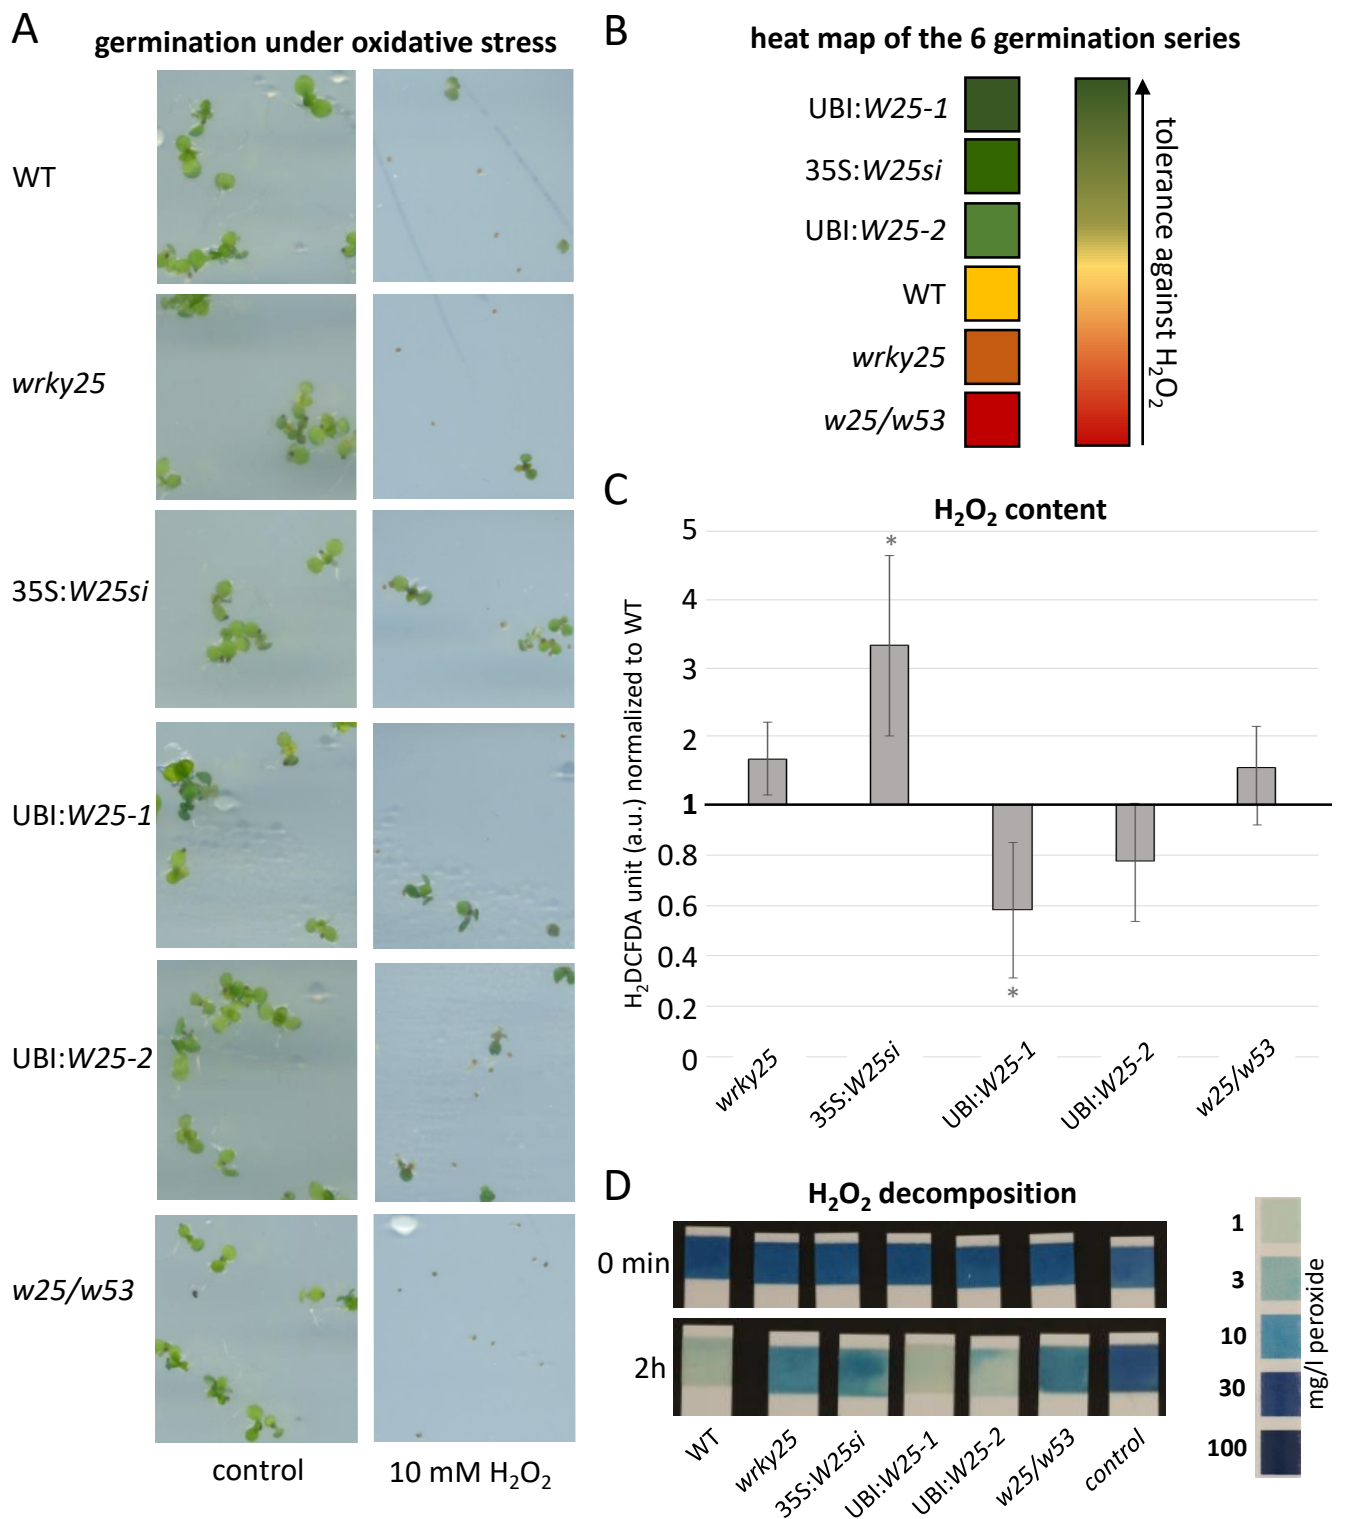 A
germination under oxidative stress
WT
wrky25
35S:W25si
UBI:W25-1
UBI:W25-2
w25/w53
control
10 mM H₂O₂
B
heat map of the 6 germination series
UBI:W25-1
35S:W25si
UBI:W25-2
WT
wrky25
w25/w53
tolerance against H₂O₂
C
H₂O₂ content
H₂DCFDA unit (a.u.) normalized to WT
5
4
3
2
1
0.8
0.6
0.4
0.2
0
*
*
wrky25
35S:W25si
UBI:W25-1
UBI:W25-2
w25/w53
D
H₂O₂ decomposition
0 min
2h
WT
wrky25
35S:W25si
UBI:W25-1
UBI:W25-2
w25/w53
control
1
3
10
30
100
mg/l peroxide